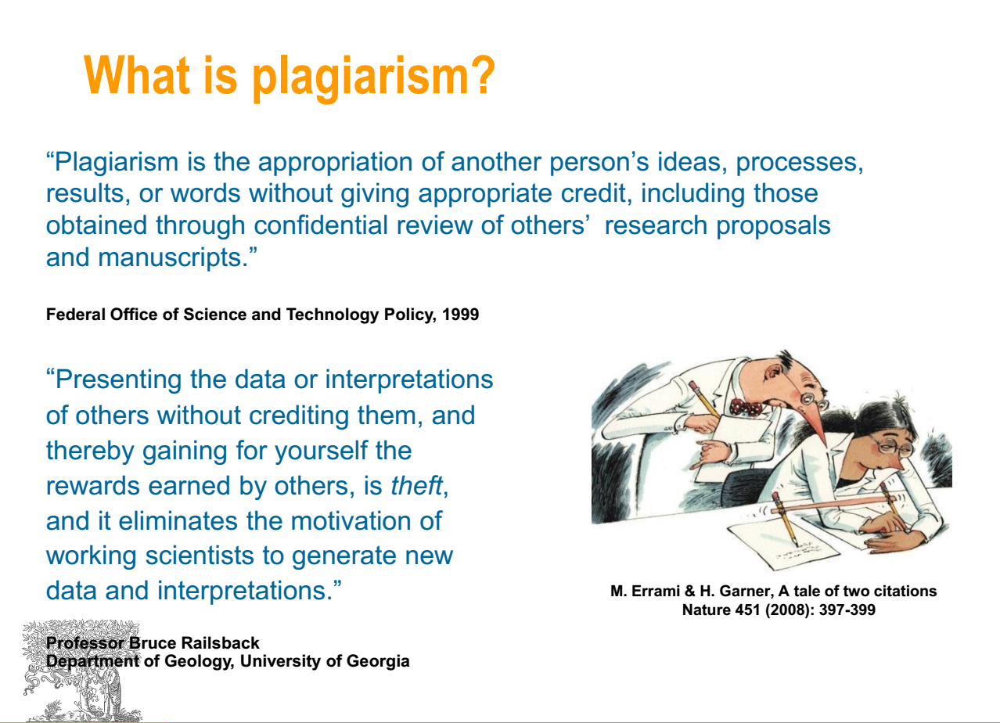 What is plagiarism?
“Plagiarism is the appropriation of another person’s ideas, processes,
results, or words without giving appropriate credit, including those
obtained through confidential review of others’ research proposals
and manuscripts.”
Federal Office of Science and Technology Policy, 1999
“Presenting the data or interpretations
of others without crediting them, and
thereby gaining for yourself the
rewards earned by others, is theft,
and it eliminates the motivation of
working scientists to generate new
data and interpretations.”
M. Errami & H. Garner, A tale of two citations
Nature 451 (2008): 397-399
Professor Bruce Railsback
Department of Geology, University of Georgia